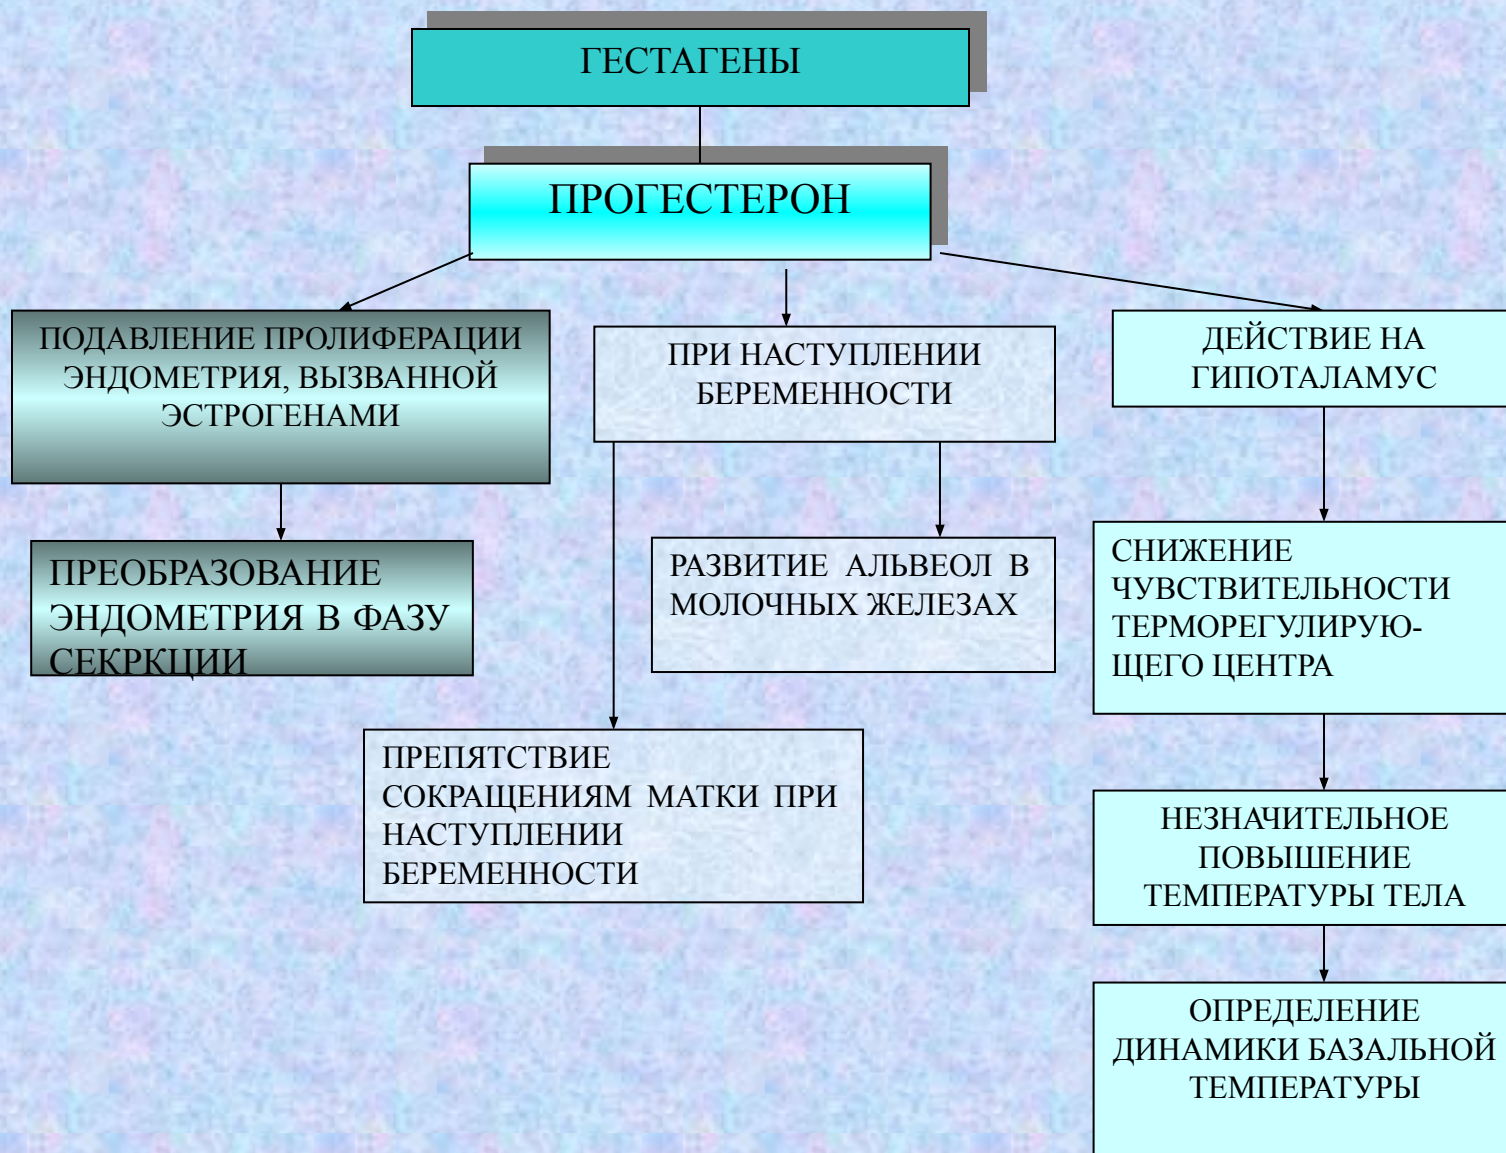 ГЕСТАГЕНЫ
ПРОГЕСТЕРОН
ПОДАВЛЕНИЕ ПРОЛИФЕРАЦИИ
ЭНДОМЕТРИЯ, ВЫЗВАННОЙ
ЭСТРОГЕНАМИ
ПРИ НАСТУПЛЕНИИ
БЕРЕМЕННОСТИ
ДЕЙСТВИЕ НА
ГИПОТАЛАМУС
ПРЕОБРАЗОВАНИЕ
ЭНДОМЕТРИЯ В ФАЗУ
СЕКРКЦИИ
РАЗВИТИЕ АЛЬВЕОЛ В
МОЛОЧНЫХ ЖЕЛЕЗАХ
СНИЖЕНИЕ
ЧУВСТВИТЕЛЬНОСТИ
ТЕРМОРЕГУЛИРУЮ-
ЩЕГО ЦЕНТРА
ПРЕПЯТСТВИЕ
СОКРАЩЕНИЯМ МАТКИ ПРИ
НАСТУПЛЕНИИ
БЕРЕМЕННОСТИ
НЕЗНАЧИТЕЛЬНОЕ
ПОВЫШЕНИЕ
ТЕМПЕРАТУРЫ ТЕЛА
ОПРЕДЕЛЕНИЕ
ДИНАМИКИ БАЗАЛЬНОЙ
ТЕМПЕРАТУРЫ